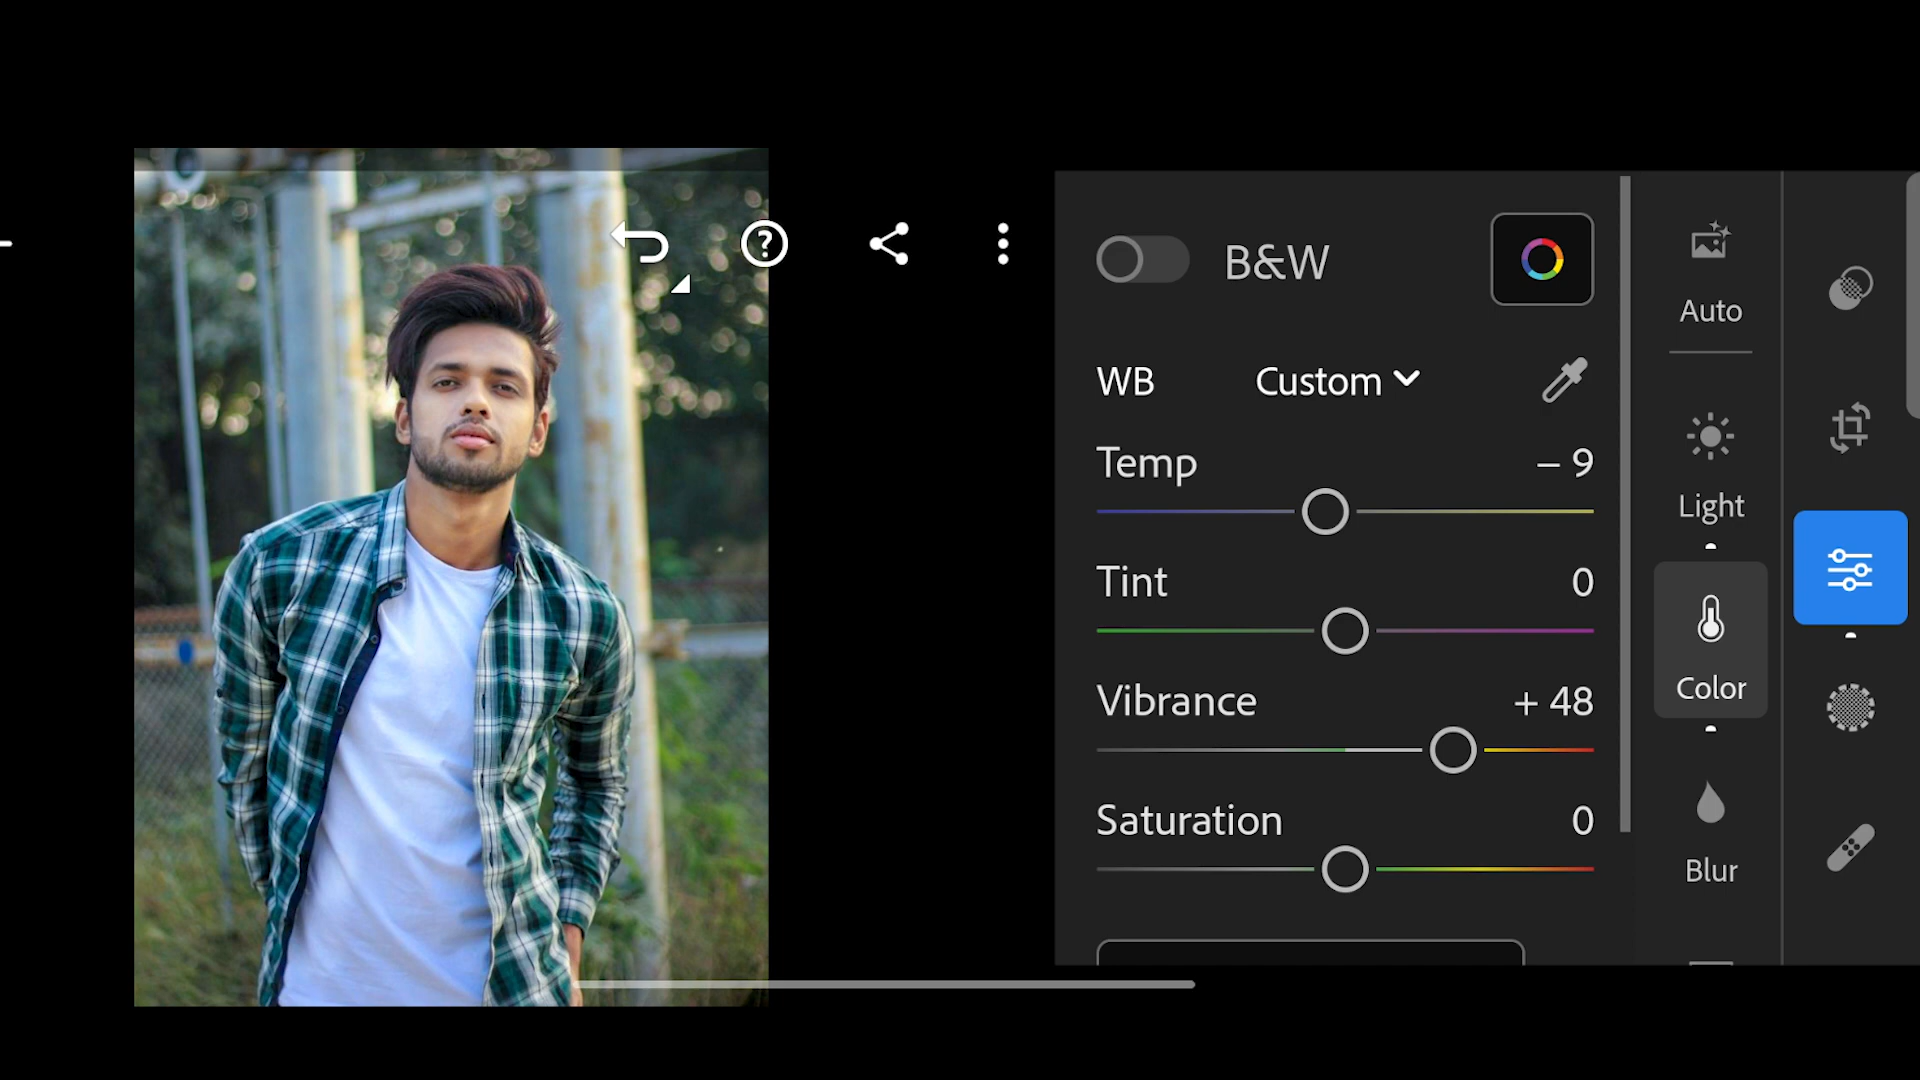 B&W
Auto
WB Custom
Temp – 9
Light
Tint 0
Color
Vibrance + 48
Saturation 0
Blur